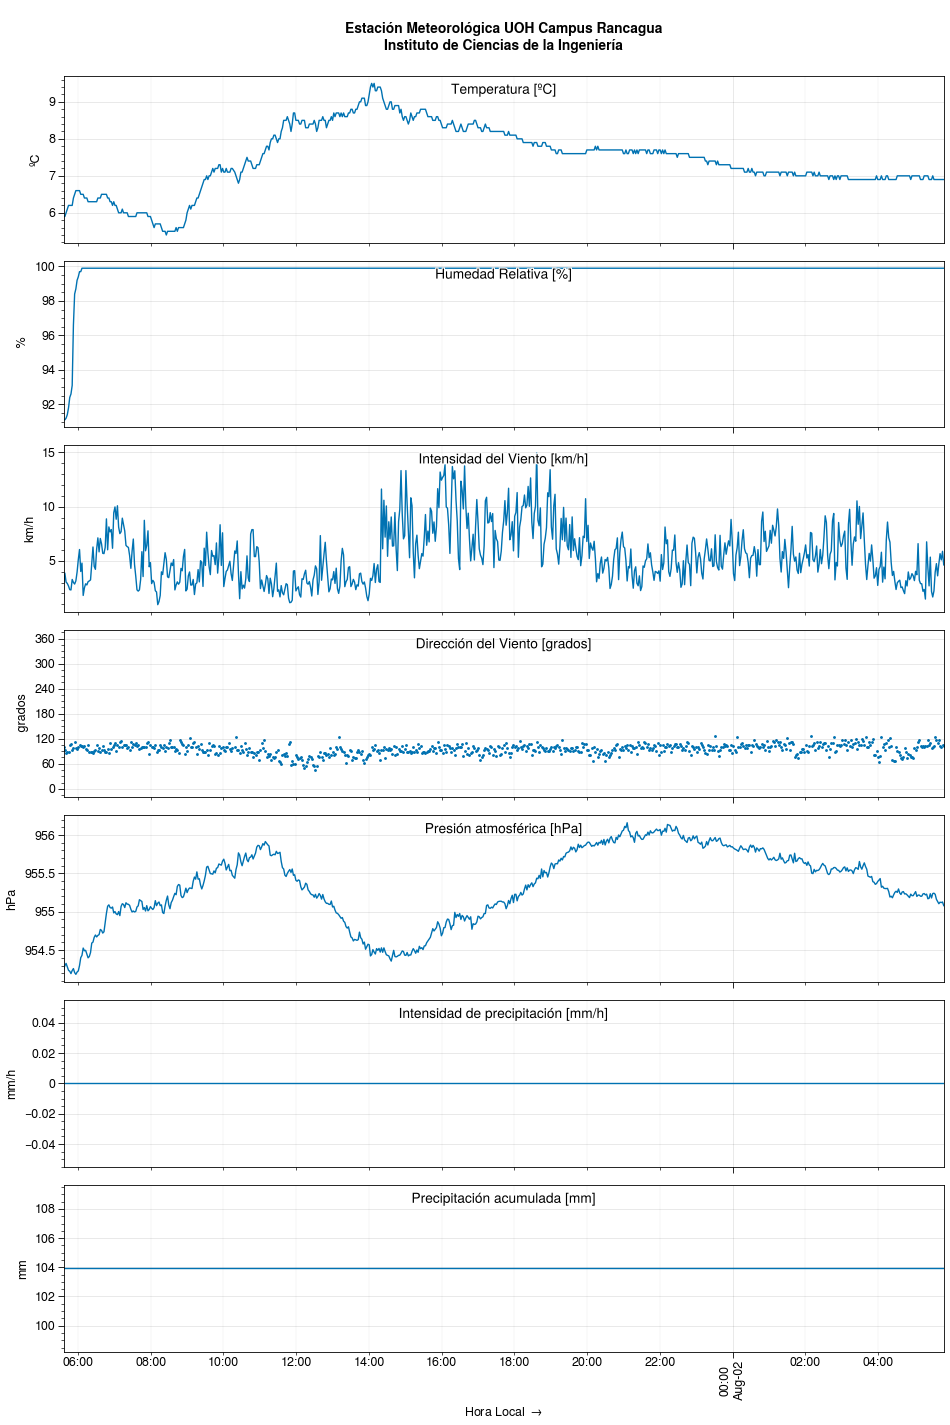 Estación Meteorológica UOH Campus Rancagua
Instituto de Ciencias de la Ingeniería
Temperatura [ºC]
ºC
9
8
7
6
Humedad Relativa [%]
%
100
98
96
94
92
Intensidad del Viento [km/h]
km/h
15
10
5
Dirección del Viento [grados]
grados
360
300
240
180
120
60
0
Presión atmosférica [hPa]
hPa
956
955.5
955
954.5
Intensidad de precipitación [mm/h]
mm/h
0.04
0.02
0
−0.02
−0.04
Precipitación acumulada [mm]
mm
108
106
104
102
100
06:00 08:00 10:00 12:00 14:00 16:00 18:00 20:00 22:00 00:00 02:00 04:00
Aug-02
Hora Local →